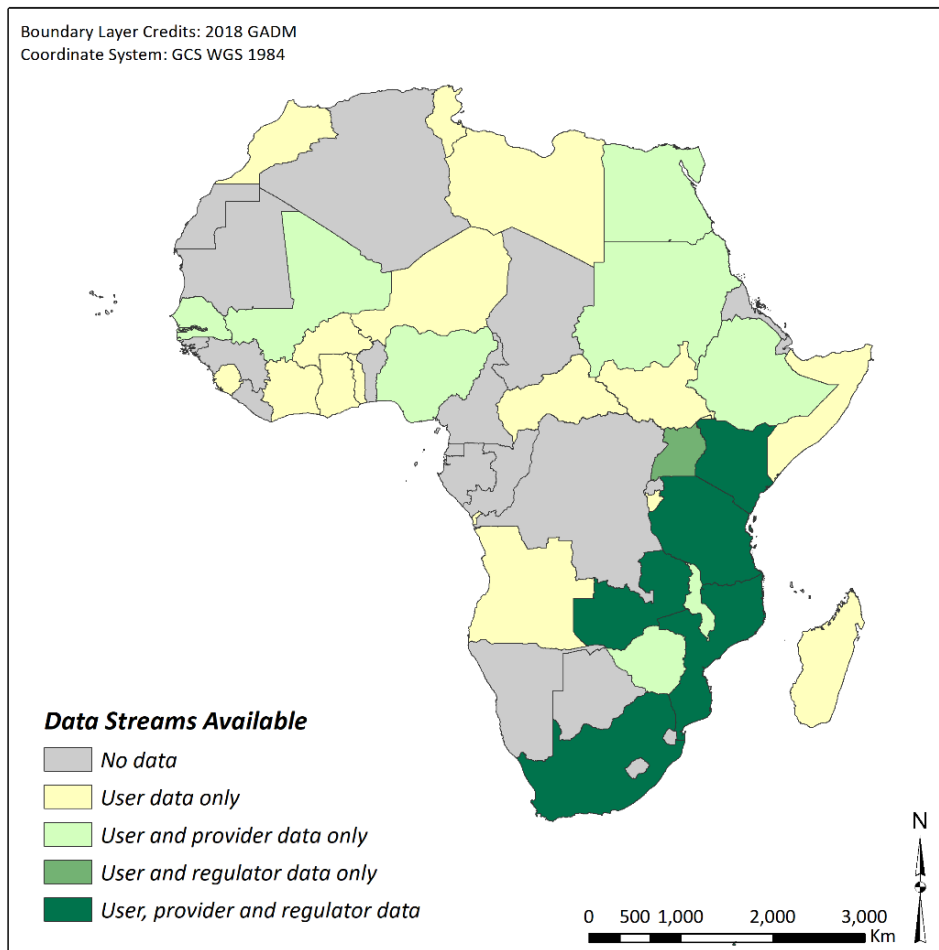 Boundary Layer Credits: 2018 GADM
Coordinate System: GCS WGS 1984
Data Streams Available
No data
User data only
User and provider data only
User and regulator data only
User, provider and regulator data
N
0 500 1,000 2,000 3,000
Km